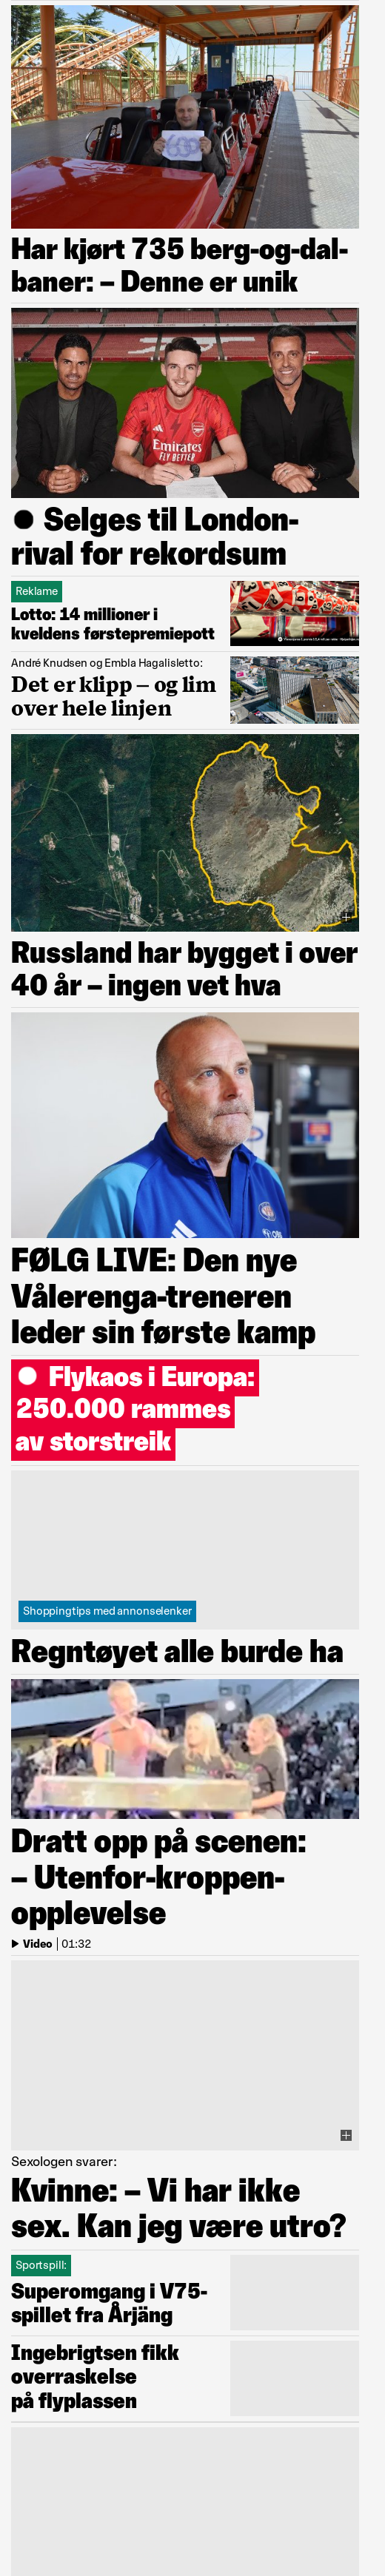 Har kjørt 735 berg-og-dal-
baner: – Denne er unik
Emirates
FLY BETTER
Selges til London-
rival for rekordsum
Reklame
Lotto: 14 millioner i
kveldens førstepremiepott
André Knudsen og Embla Hagalisletto:
Det er klipp – og lim
over hele linjen
Russland har bygget i over
40 år – ingen vet hva
FØLG LIVE: Den nye
Vålerenga-treneren
leder sin første kamp
Flykaos i Europa:
250.000 rammes
av storstreik
Shoppingtips med annonselenker
Regntøyet alle burde ha
Dratt opp på scenen:
– Utenfor-kroppen-
opplevelse
Video 01:32
Sexologen svarer:
Kvinne: – Vi har ikke
sex. Kan jeg være utro?
Sportspill:
Superomgang i V75-
spillet fra Årjäng
Ingebrigtsen fikk
overraskelse
på flyplassen